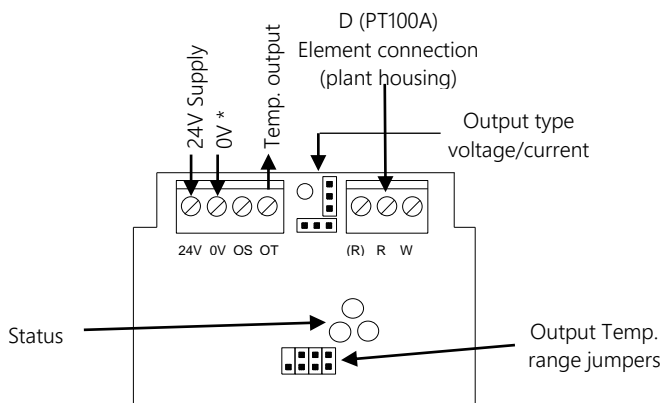 D (PT100A)
Element connection
(plant housing)
24V Supply
0V *
Temp. output
Output type
voltage/current
24V 0V OS OT
(R) R W
Status
Output Temp.
range jumpers